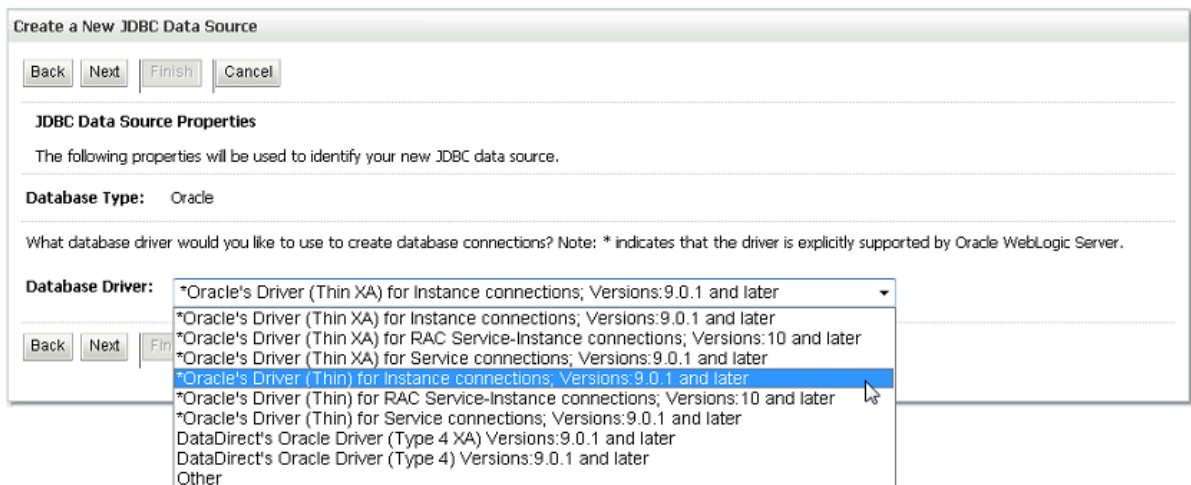 Create a New JDBC Data Source
Back Next Finish Cancel
JDBC Data Source Properties
The following properties will be used to identify your new JDBC data source.
Database Type: Oracle
What database driver would you like to use to create database connections? Note: * indicates that the driver is explicitly supported by Oracle WebLogic Server.
Database Driver: *Oracle's Driver (Thin XA) for Instance connections; Versions:9.0.1 and later
*Oracle's Driver (Thin XA) for Instance connections; Versions:9.0.1 and later
*Oracle's Driver (Thin XA) for RAC Service-Instance connections; Versions:10 and later
*Oracle's Driver (Thin XA) for Service connections; Versions:9.0.1 and later
*Oracle's Driver (Thin) for Instance connections; Versions:9.0.1 and later
*Oracle's Driver (Thin) for RAC Service-Instance connections; Versions:10 and later
*Oracle's Driver (Thin) for Service connections; Versions:9.0.1 and later
DataDirect's Oracle Driver (Type 4 XA) Versions:9.0.1 and later
DataDirect's Oracle Driver (Type 4) Versions:9.0.1 and later
Other
Back Next Fin